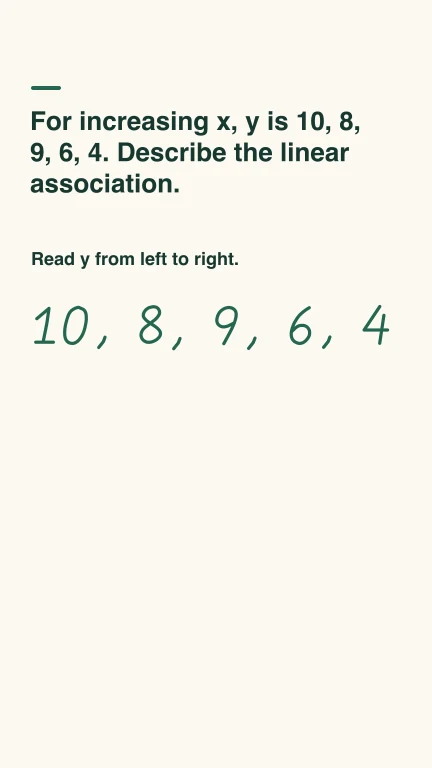 For increasing x, y is 10, 8,
9, 6, 4. Describe the linear
association.
Read y from left to right.
10, 8, 9, 6, 4